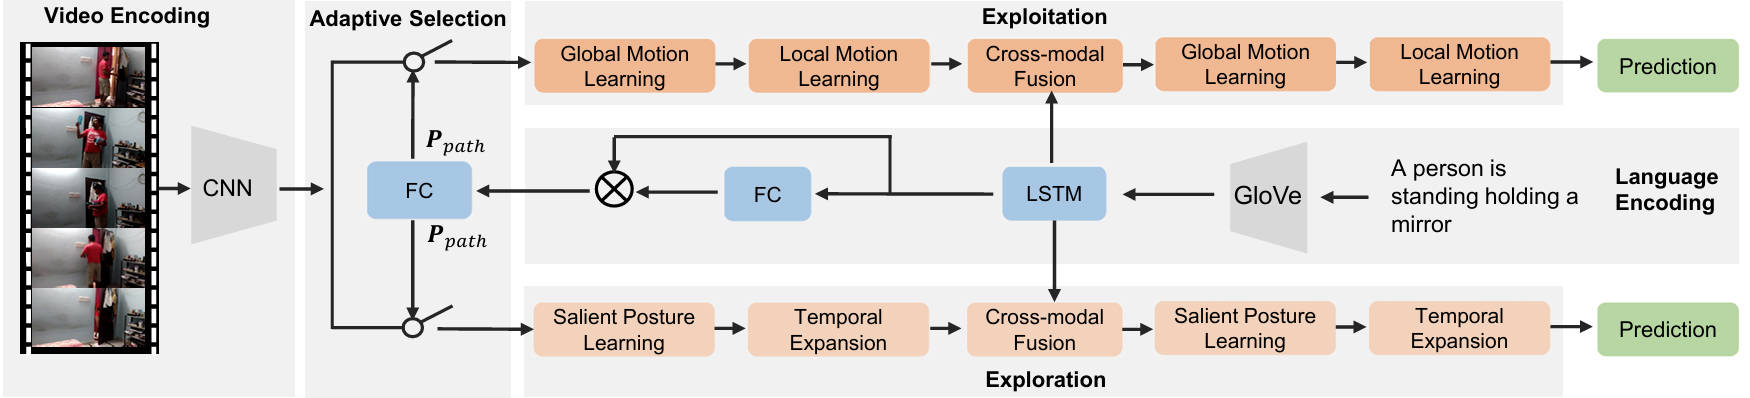 Video Encoding
Adaptive Selection
Exploitation
Global Motion
Learning
Local Motion
Learning
Cross-modal
Fusion
Global Motion
Learning
Local Motion
Learning
Prediction
CNN
P_path
FC
P_path
FC
LSTM
GloVe
A person is
standing holding a
mirror
Language
Encoding
Salient Posture
Learning
Temporal
Expansion
Cross-modal
Fusion
Salient Posture
Learning
Temporal
Expansion
Prediction
Exploration